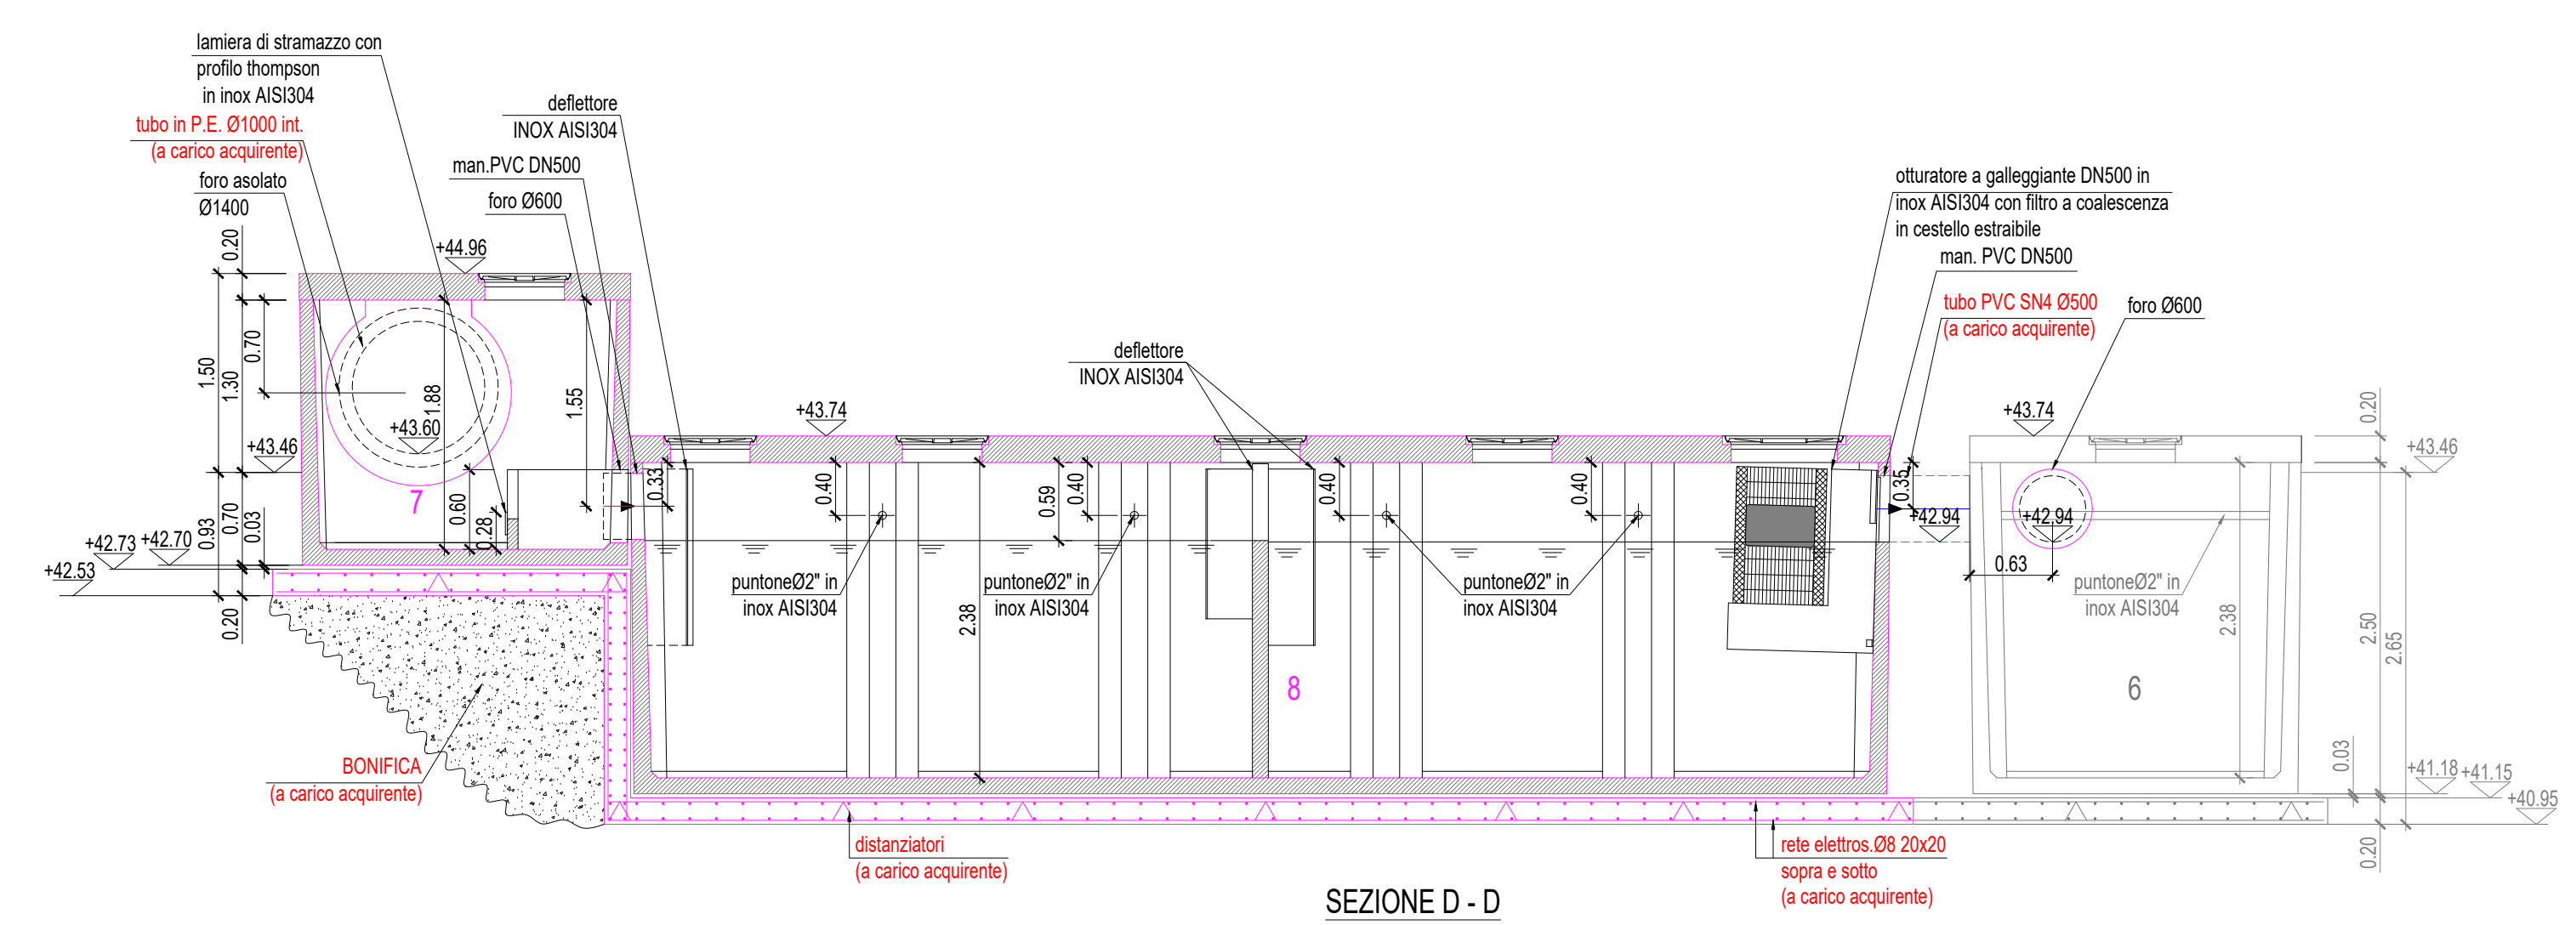 lamiera di stramazzo con
profilo thompson
in inox AISI304
tubo in P.E. Ø1000 int.
(a carico acquirente)
foro asolato
Ø1400
deflettore
INOX AISI304
man.PVC DN500
foro Ø600
+44.96
0.20
1.50
1.30
0.70
1.88
1.55
+43.60
+43.46
7
0.60
0.28
0.93
0.70
0.03
+42.73
+42.70
+42.53
0.20
BONIFICA
(a carico acquirente)
+43.74
0.33
0.40
puntoneØ2" in
inox AISI304
2.38
0.59
0.40
puntoneØ2" in
inox AISI304
deflettore
INOX AISI304
0.40
puntoneØ2" in
inox AISI304
0.40
8
otturatore a galleggiante DN500 in
inox AISI304 con filtro a coalescenza
in cestello estraibile
man. PVC DN500
tubo PVC SN4 Ø500
(a carico acquirente)
foro Ø600
0.35
+42.94
+43.74
+42.94
0.63
puntoneØ2" in
inox AISI304
2.38
6
0.20
+43.46
2.50
2.65
0.03
+41.18
+41.15
+40.95
0.20
distanziatori
(a carico acquirente)
rete elettros.Ø8 20x20
sopra e sotto
(a carico acquirente)
SEZIONE D - D